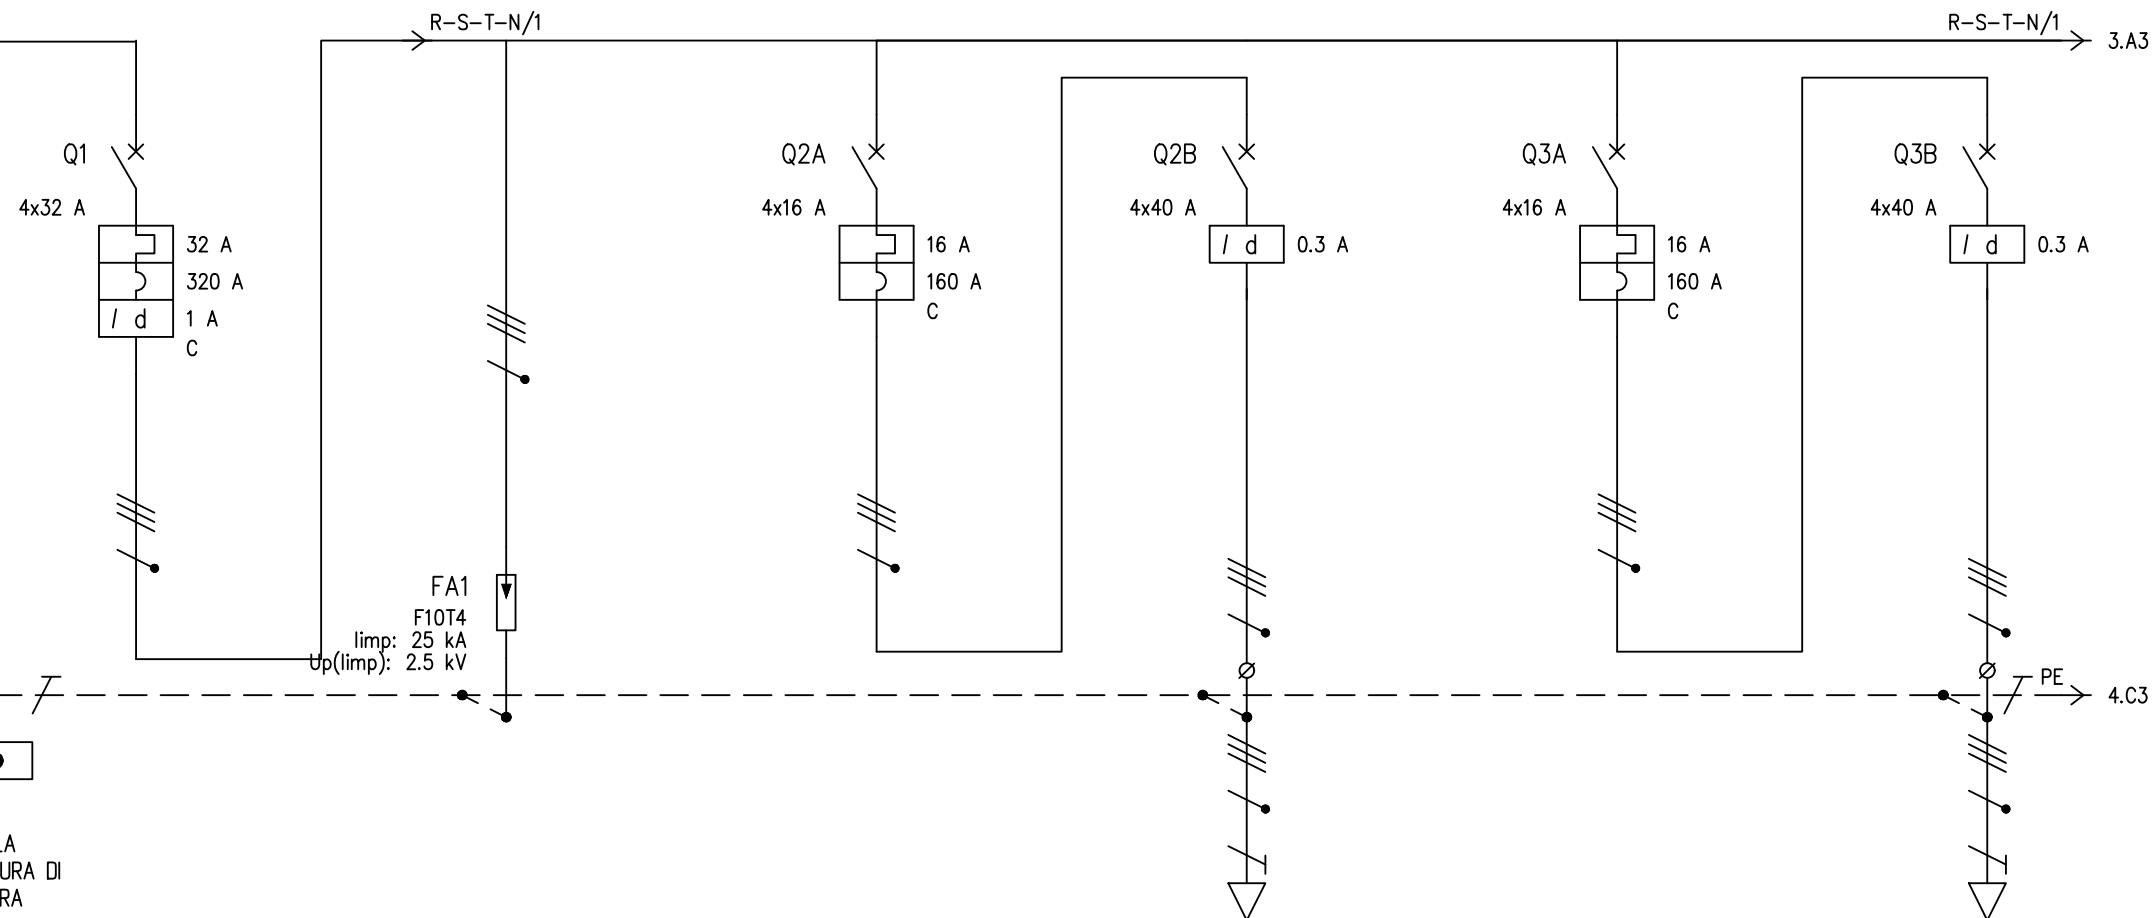 R-S-T-N/1
R-S-T-N/1
3.A3
Q1
Q2A
Q2B
Q3A
Q3B
4x32 A
4x16 A
4x40 A
4x16 A
4x40 A
32 A
16 A
I d
0.3 A
16 A
I d
0.3 A
320 A
160 A
160 A
I d
1 A
C
C
C
FA1
F10T4
Iimp: 25 kA
Up(Iimp): 2.5 kV
PE
4.C3
LA
URA DI
RA